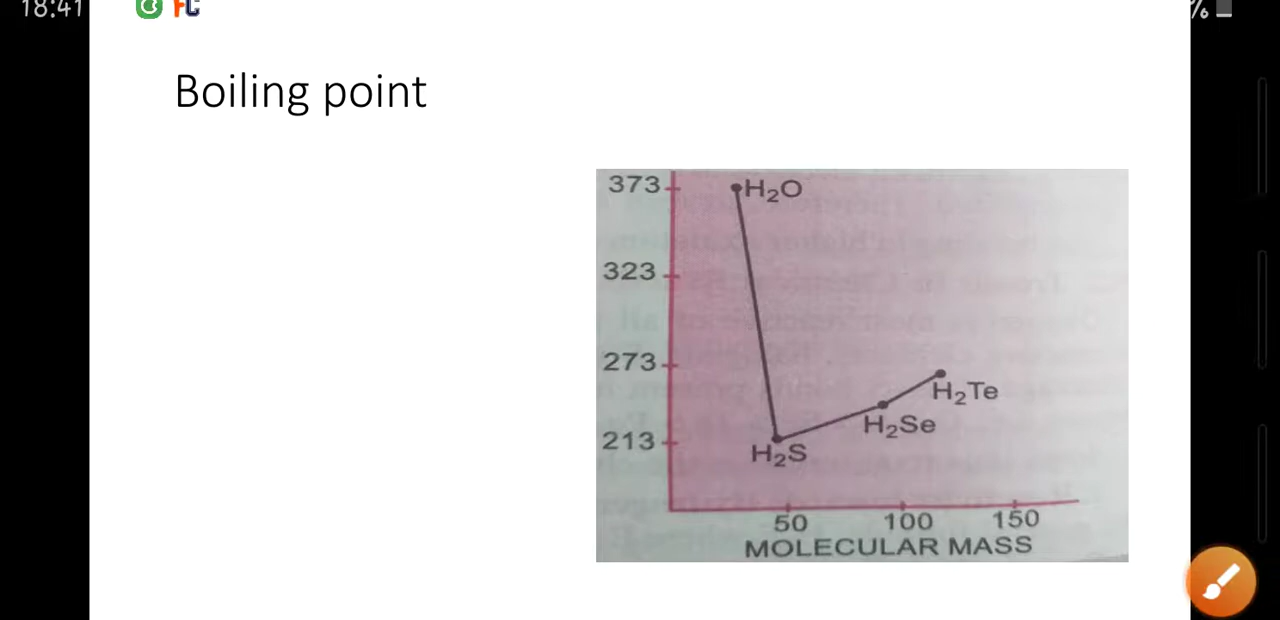 18:41
%
Boiling point
373
H₂O
323
273
H₂Te
H₂Se
213
H₂S
50 100 150
MOLECULAR MASS